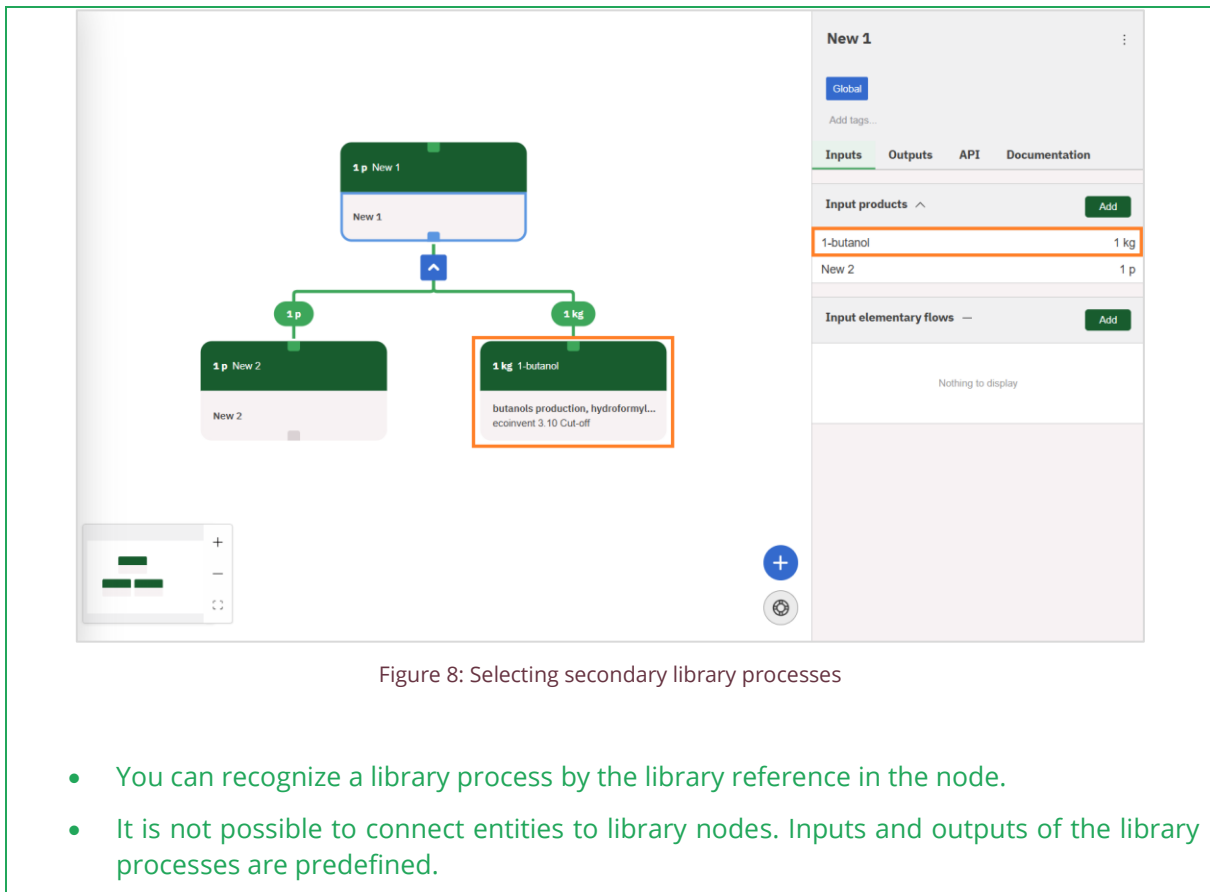 New 1
Global
Add tags...
Inputs Outputs API Documentation
Input products Add
1-butanol 1 kg
New 2 1 p
Input elementary flows Add
Nothing to display
1 p New 1
New 1
1 p 1 kg
1 p New 2
New 2
1 kg 1-butanol
butanols production, hydroformyl...
ecoinvent 3.10 Cut-off
Figure 8: Selecting secondary library processes
• You can recognize a library process by the library reference in the node.
• It is not possible to connect entities to library nodes. Inputs and outputs of the library
processes are predefined.